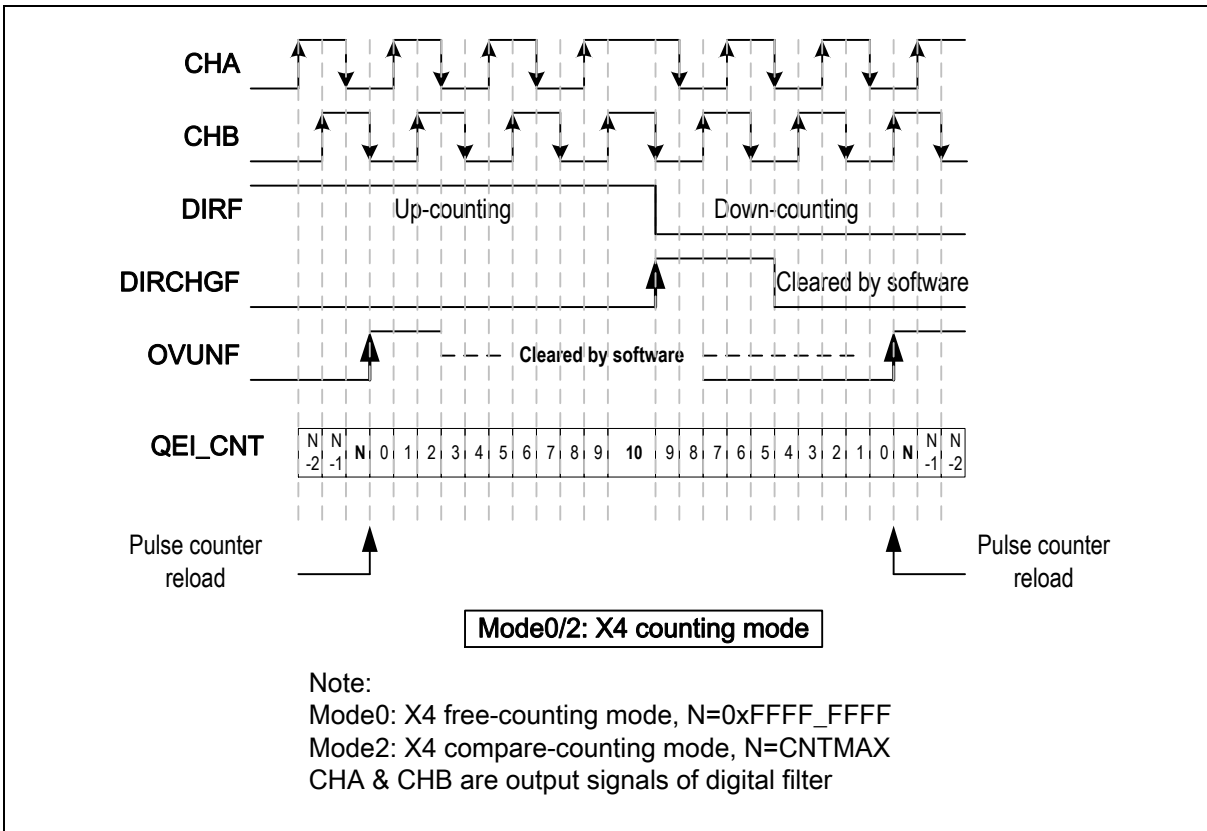 CHA
CHB
DIRF
Up-counting
Down-counting
DIRCHGF
Cleared by software
OVUNF
Cleared by software
QEI_CNT
N-2 N-1 N 0 1 2 3 4 5 6 7 8 9 10 9 8 7 6 5 4 3 2 1 0 N N-1 N-2
Pulse counter
reload
Pulse counter
reload
Mode0/2: X4 counting mode
Note:
Mode0: X4 free-counting mode, N=0xFFFF_FFFF
Mode2: X4 compare-counting mode, N=CNTMAX
CHA & CHB are output signals of digital filter